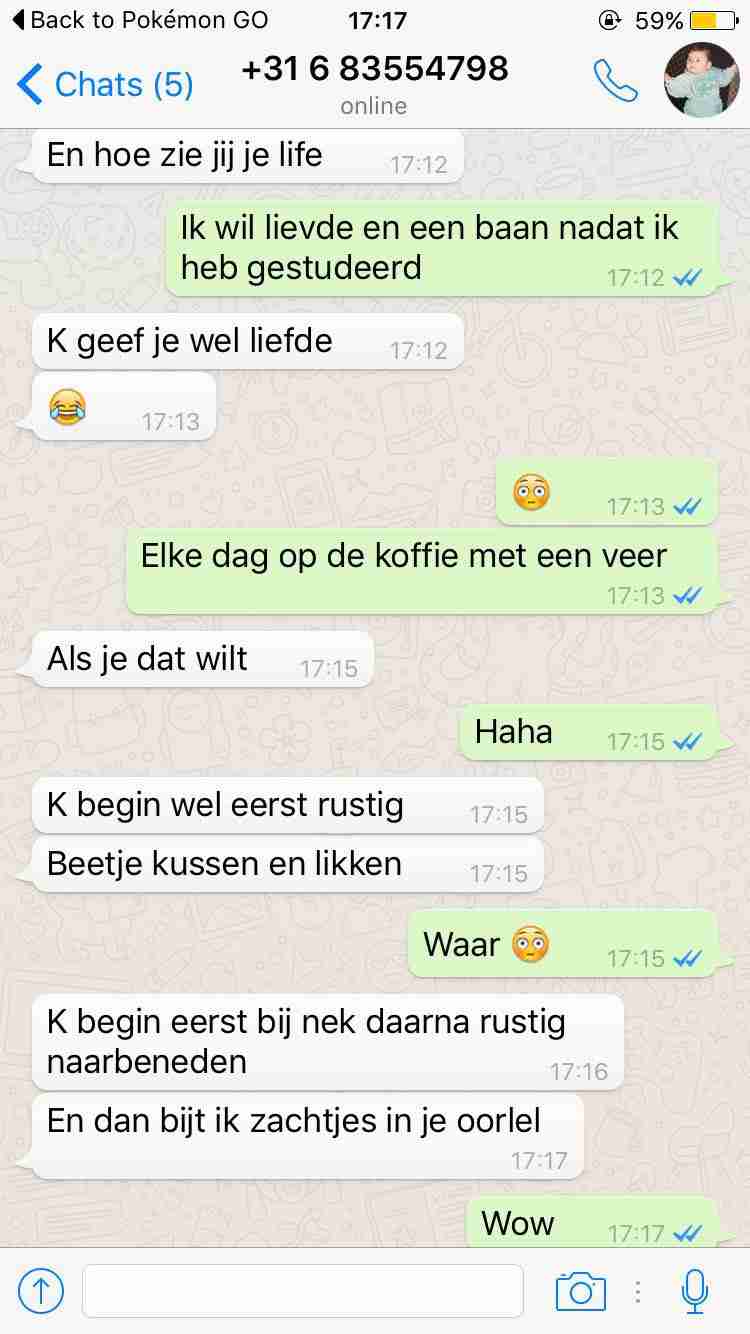 Back to Pokémon GO 17:17 59%
Chats (5) +31 6 83554798
online
En hoe zie jij je life 17:12
Ik wil lievde en een baan nadat ik
heb gestudeerd 17:12
K geef je wel liefde 17:12
😂 17:13
😳 17:13
Elke dag op de koffie met een veer
17:13
Als je dat wilt 17:15
Haha 17:15
K begin wel eerst rustig 17:15
Beetje kussen en likken 17:15
Waar 😳 17:15
K begin eerst bij nek daarna rustig
naarbeneden 17:16
En dan bijt ik zachtjes in je oorlel
17:17
Wow 17:17